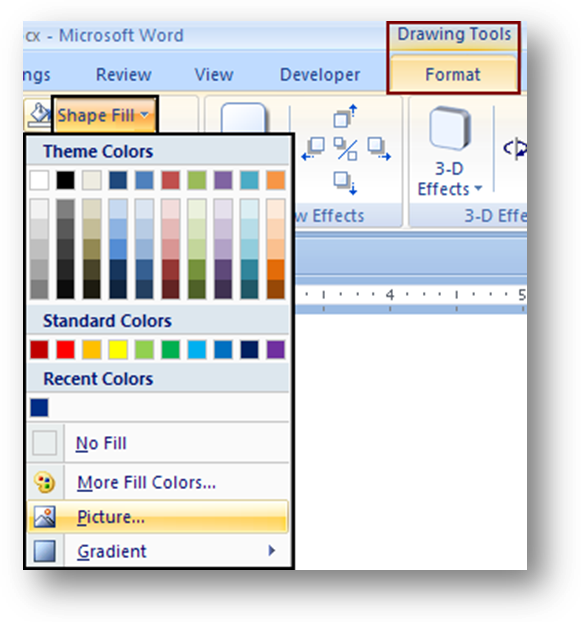 cx - Microsoft Word
Drawing Tools
ngs Review View Developer Format
Shape Fill
3-D
Effects
w Effects
3-D Effe
Theme Colors
4 5
Standard Colors
Recent Colors
No Fill
More Fill Colors...
Picture...
Gradient